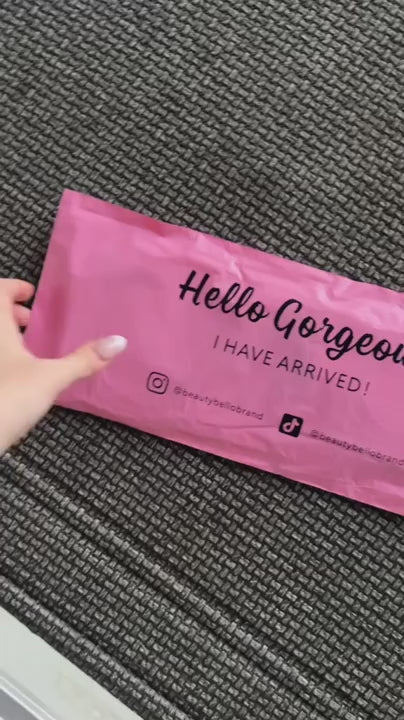 Hello Gorgeou
I HAVE ARRIVED!
@beautybellobrand
@beautybellobrand